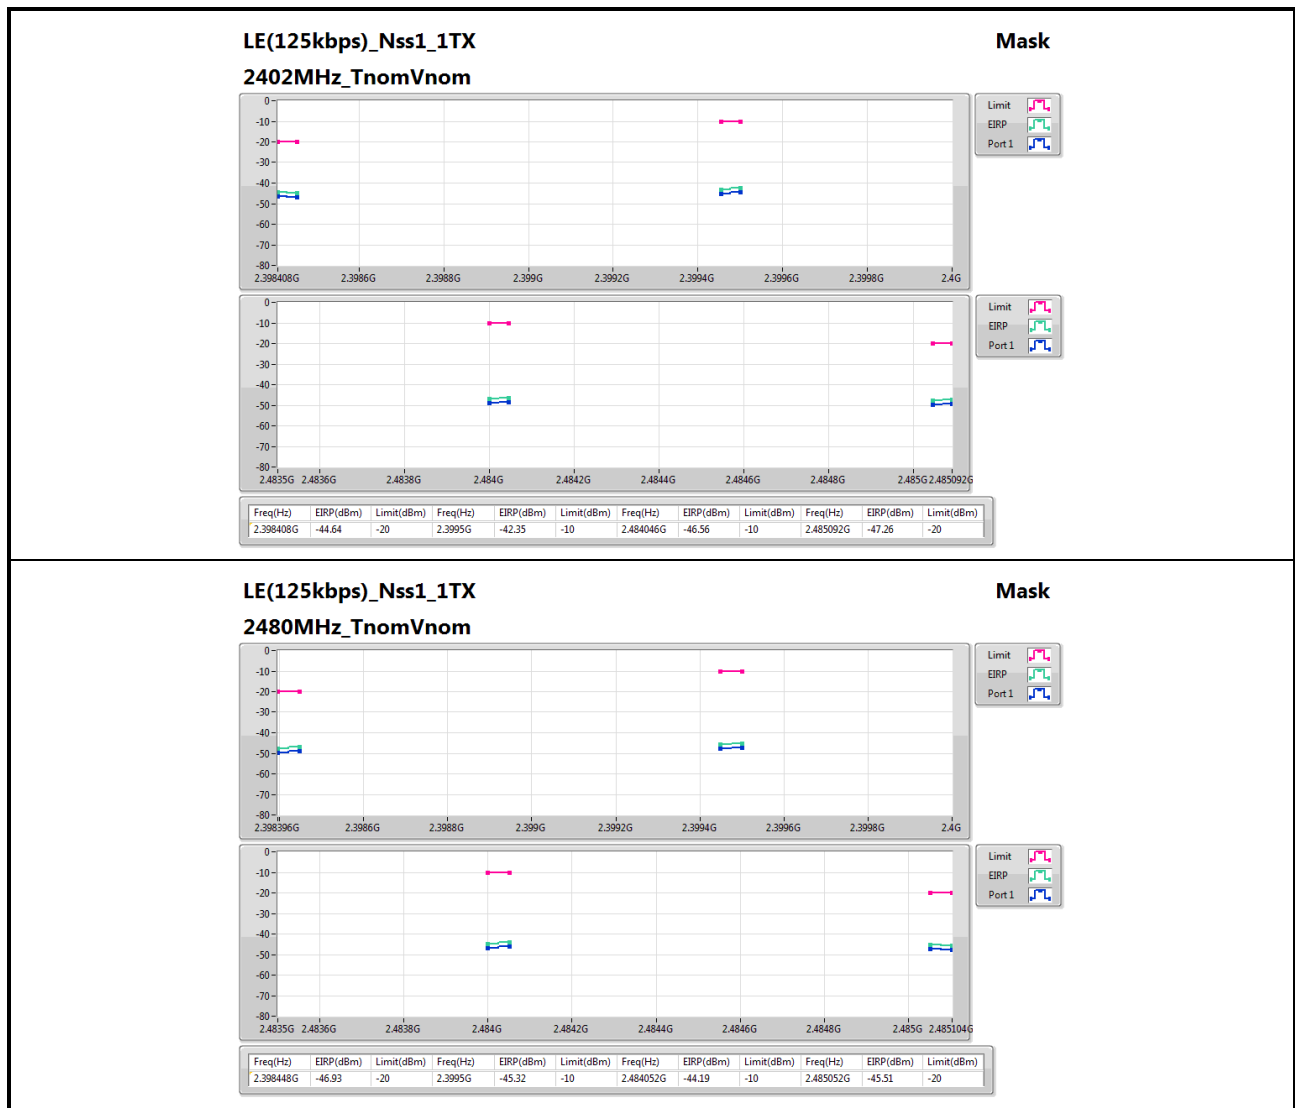 LE(125kbps)_Nss1_1TX Mask
2402MHz_TnomVnom
0
-10
-20
-30
-40
-50
-60
-70
-80
2.398408G 2.3986G 2.3988G 2.399G 2.3992G 2.3994G 2.3996G 2.3998G 2.4G
Limit
EIRP
Port 1
0
-10
-20
-30
-40
-50
-60
-70
-80
2.4835G 2.4836G 2.4838G 2.484G 2.4842G 2.4844G 2.4846G 2.4848G 2.485G 2.485092G
Limit
EIRP
Port 1
Freq(Hz) EIRP(dBm) Limit(dBm) Freq(Hz) EIRP(dBm) Limit(dBm) Freq(Hz) EIRP(dBm) Limit(dBm) Freq(Hz) EIRP(dBm) Limit(dBm)
2.398408G -44.64 -20 2.3995G -42.35 -10 2.484046G -46.56 -10 2.485092G -47.26 -20
LE(125kbps)_Nss1_1TX Mask
2480MHz_TnomVnom
0
-10
-20
-30
-40
-50
-60
-70
-80
2.398396G 2.3986G 2.3988G 2.399G 2.3992G 2.3994G 2.3996G 2.3998G 2.4G
Limit
EIRP
Port 1
0
-10
-20
-30
-40
-50
-60
-70
-80
2.4835G 2.4836G 2.4838G 2.484G 2.4842G 2.4844G 2.4846G 2.4848G 2.485G 2.485104G
Limit
EIRP
Port 1
Freq(Hz) EIRP(dBm) Limit(dBm) Freq(Hz) EIRP(dBm) Limit(dBm) Freq(Hz) EIRP(dBm) Limit(dBm) Freq(Hz) EIRP(dBm) Limit(dBm)
2.398448G -46.93 -20 2.3995G -45.32 -10 2.484052G -44.19 -10 2.485052G -45.51 -20